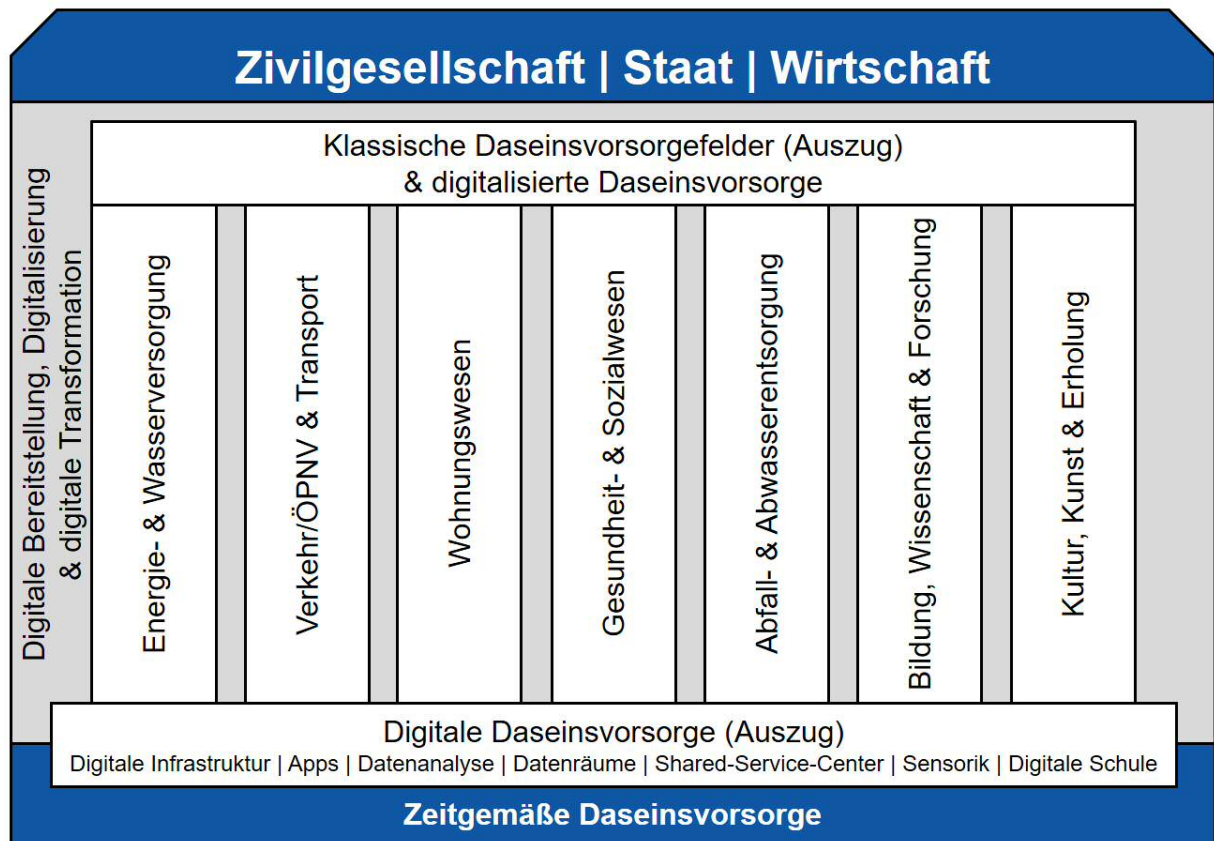 Zivilgesellschaft | Staat | Wirtschaft
Digitale Bereitstellung, Digitalisierung
& digitale Transformation
Klassische Daseinsvorsorgefelder (Auszug)
& digitalisierte Daseinsvorsorge
Energie- & Wasserversorgung
Verkehr/ÖPNV & Transport
Wohnungswesen
Gesundheit- & Sozialwesen
Abfall- & Abwasserentsorgung
Bildung, Wissenschaft & Forschung
Kultur, Kunst & Erholung
Digitale Daseinsvorsorge (Auszug)
Digitale Infrastruktur | Apps | Datenanalyse | Datenräume | Shared-Service-Center | Sensorik | Digitale Schule
Zeitgemäße Daseinsvorsorge